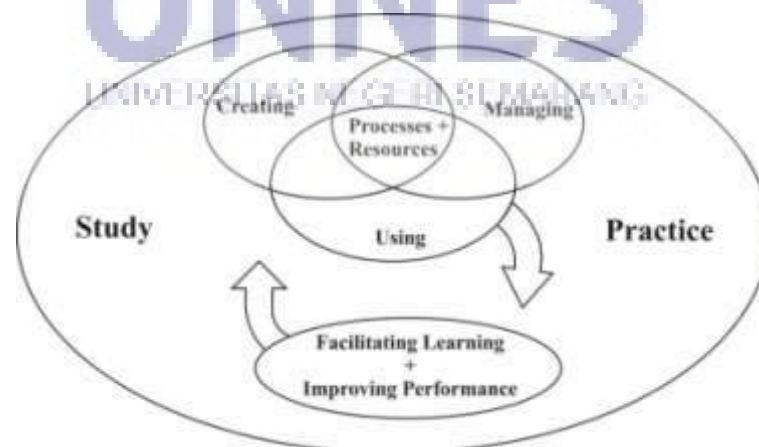 UNNES
UNIVERSITAS NEGERI SEMARANG
Creating
Managing
Processes +
Resources
Study
Using
Practice
Facilitating Learning
+
Improving Performance